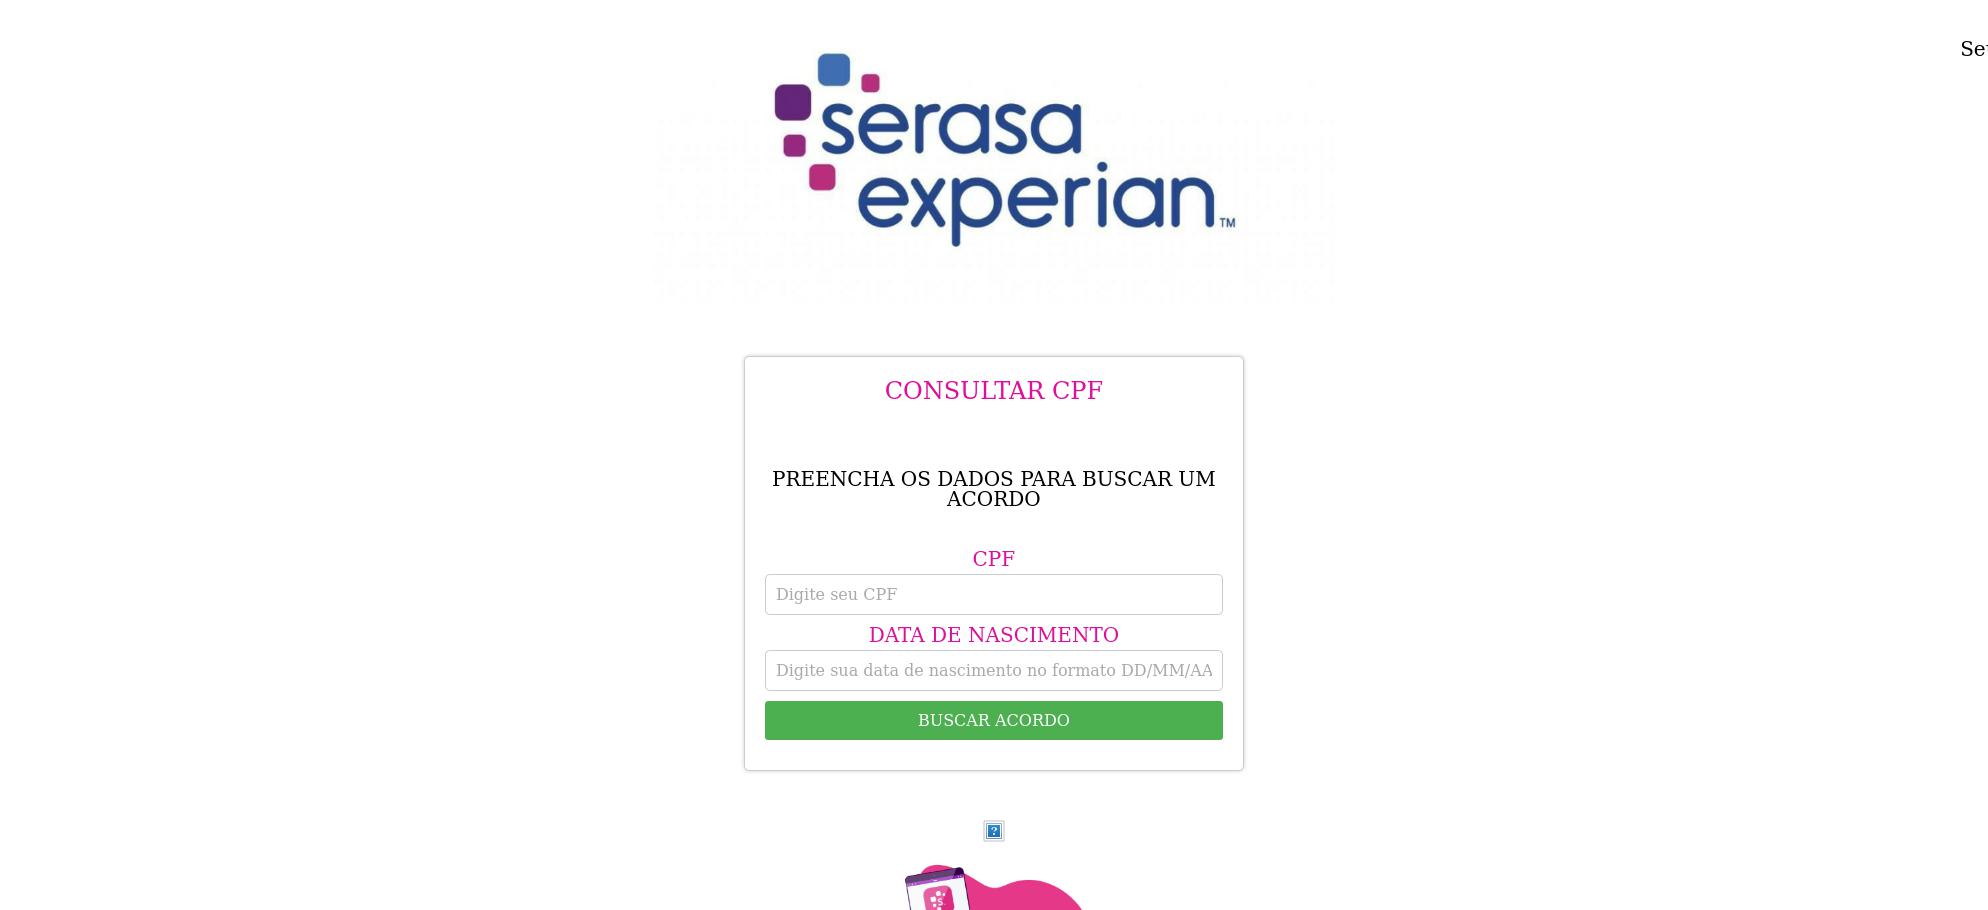 Se
serasa
experian™
CONSULTAR CPF
PREENCHA OS DADOS PARA BUSCAR UM
ACORDO
CPF
Digite seu CPF
DATA DE NASCIMENTO
Digite sua data de nascimento no formato DD/MM/AA
BUSCAR ACORDO